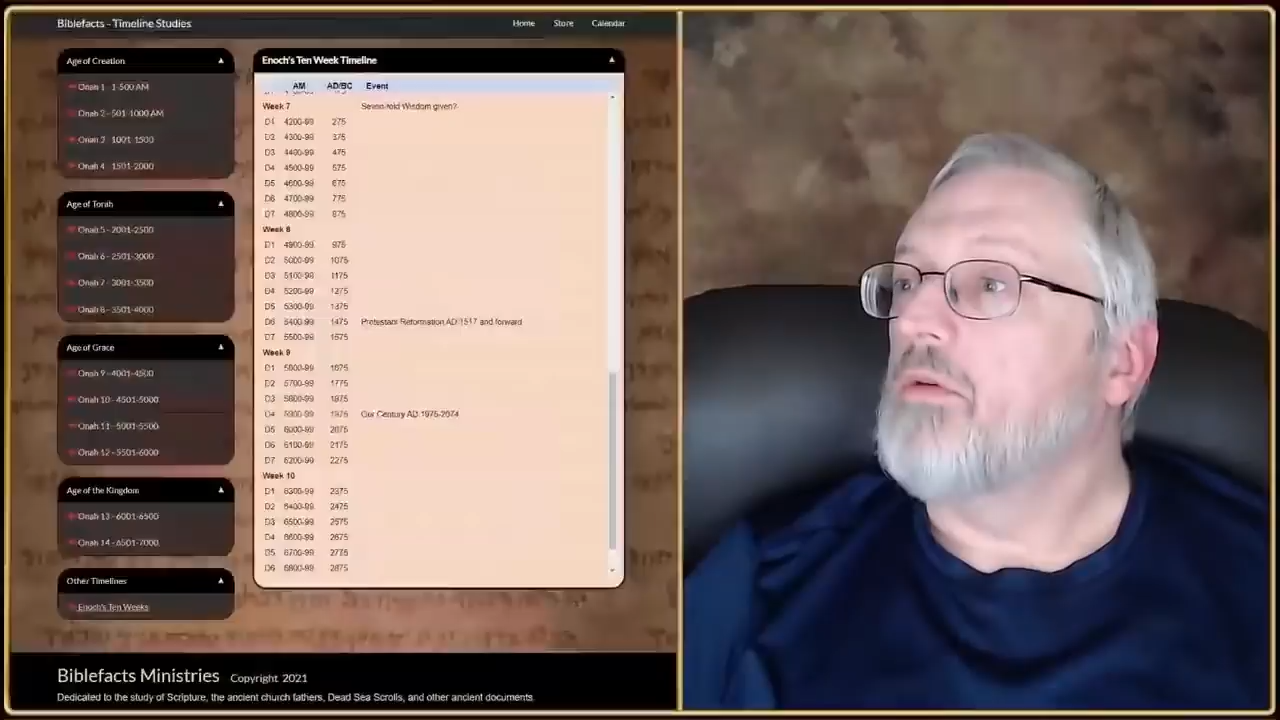 Biblefacts - Timeline Studies
Home Store Calendar
Age of Creation
Onah 1 - 1-500 AM
Onah 2 - 501-1000 AM
Onah 3 - 1001-1500
Onah 4 - 1501-2000
Age of Torah
Onah 5 - 2001-2500
Onah 6 - 2501-3000
Onah 7 - 3001-3500
Onah 8 - 3501-4000
Age of Grace
Onah 9 - 4001-4500
Onah 10 - 4501-5000
Onah 11 - 5001-5500
Onah 12 - 5501-6000
Age of the Kingdom
Onah 13 - 6001-6500
Onah 14 - 6501-7000
Other Timelines
Enoch's Ten Weeks
Enoch's Ten Week Timeline
AM AD/BC Event
Week 7 Sevenfold Wisdom given?
D1 4200-99 275
D2 4300-99 375
D3 4400-99 475
D4 4500-99 575
D5 4600-99 675
D6 4700-99 775
D7 4800-99 875
Week 8
D1 4900-99 975
D2 5000-99 1075
D3 5100-99 1175
D4 5200-99 1275
D5 5300-99 1375
D6 5400-99 1475 Protestant Reformation AD 1517 and forward
D7 5500-99 1575
Week 9
D1 5600-99 1675
D2 5700-99 1775
D3 5800-99 1875
D4 5900-99 1975 Our Century AD 1975-2074
D5 6000-99 2075
D6 6100-99 2175
D7 6200-99 2275
Week 10
D1 6300-99 2375
D2 6400-99 2475
D3 6500-99 2575
D4 6600-99 2675
D5 6700-99 2775
D6 6800-99 2875
Biblefacts Ministries Copyright 2021
Dedicated to the study of Scripture, the ancient church fathers, Dead Sea Scrolls, and other ancient documents.